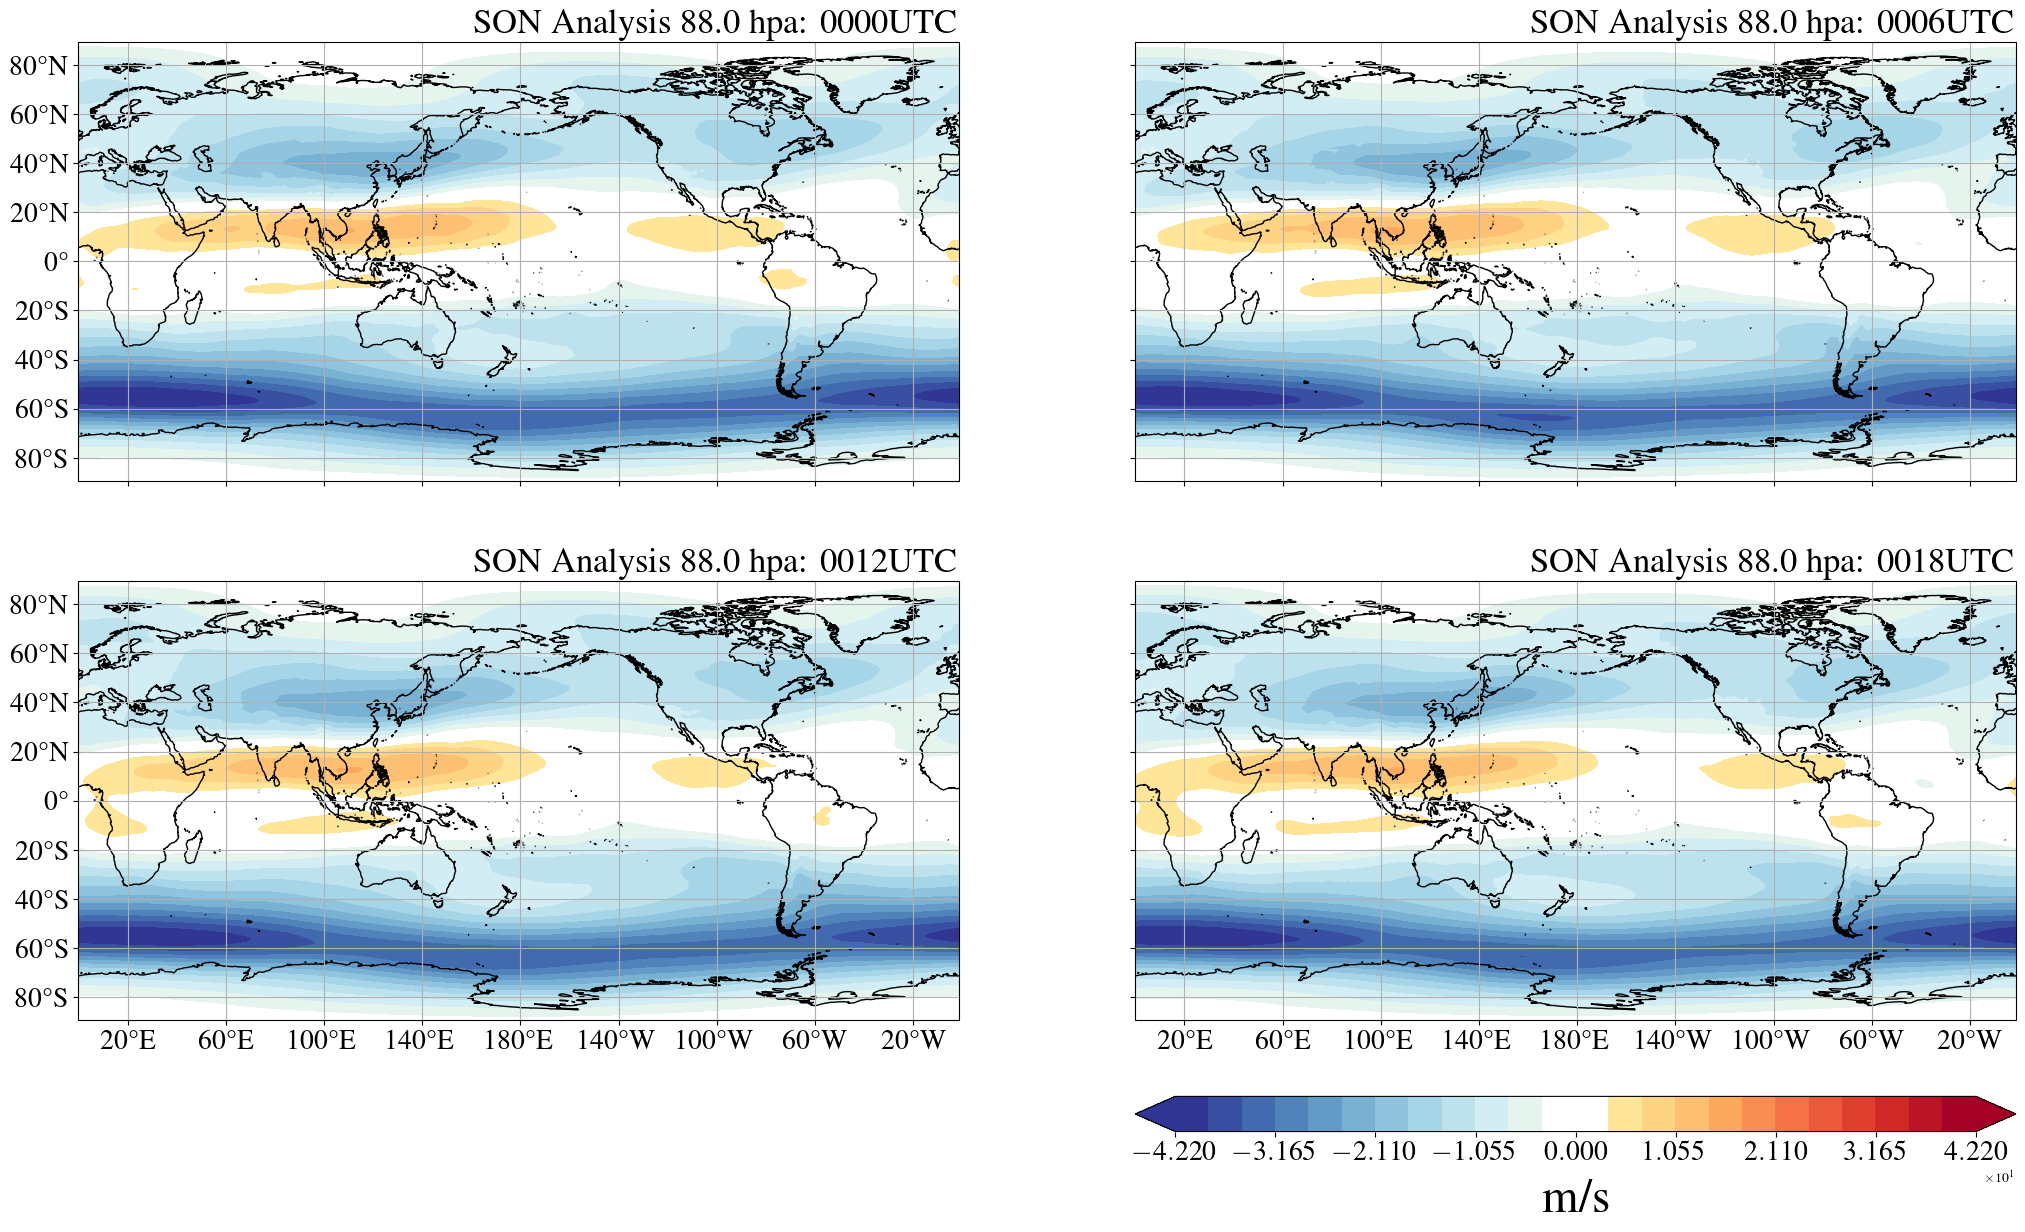 SON Analysis 88.0 hpa: 0000UTC
SON Analysis 88.0 hpa: 0006UTC
80°N
60°N
40°N
20°N
0°
20°S
40°S
60°S
80°S
SON Analysis 88.0 hpa: 0012UTC
SON Analysis 88.0 hpa: 0018UTC
80°N
60°N
40°N
20°N
0°
20°S
40°S
60°S
80°S
20°E 60°E 100°E 140°E 180°E 140°W 100°W 60°W 20°W
20°E 60°E 100°E 140°E 180°E 140°W 100°W 60°W 20°W
−4.220 −3.165 −2.110 −1.055 0.000 1.055 2.110 3.165 4.220
×10¹
m/s